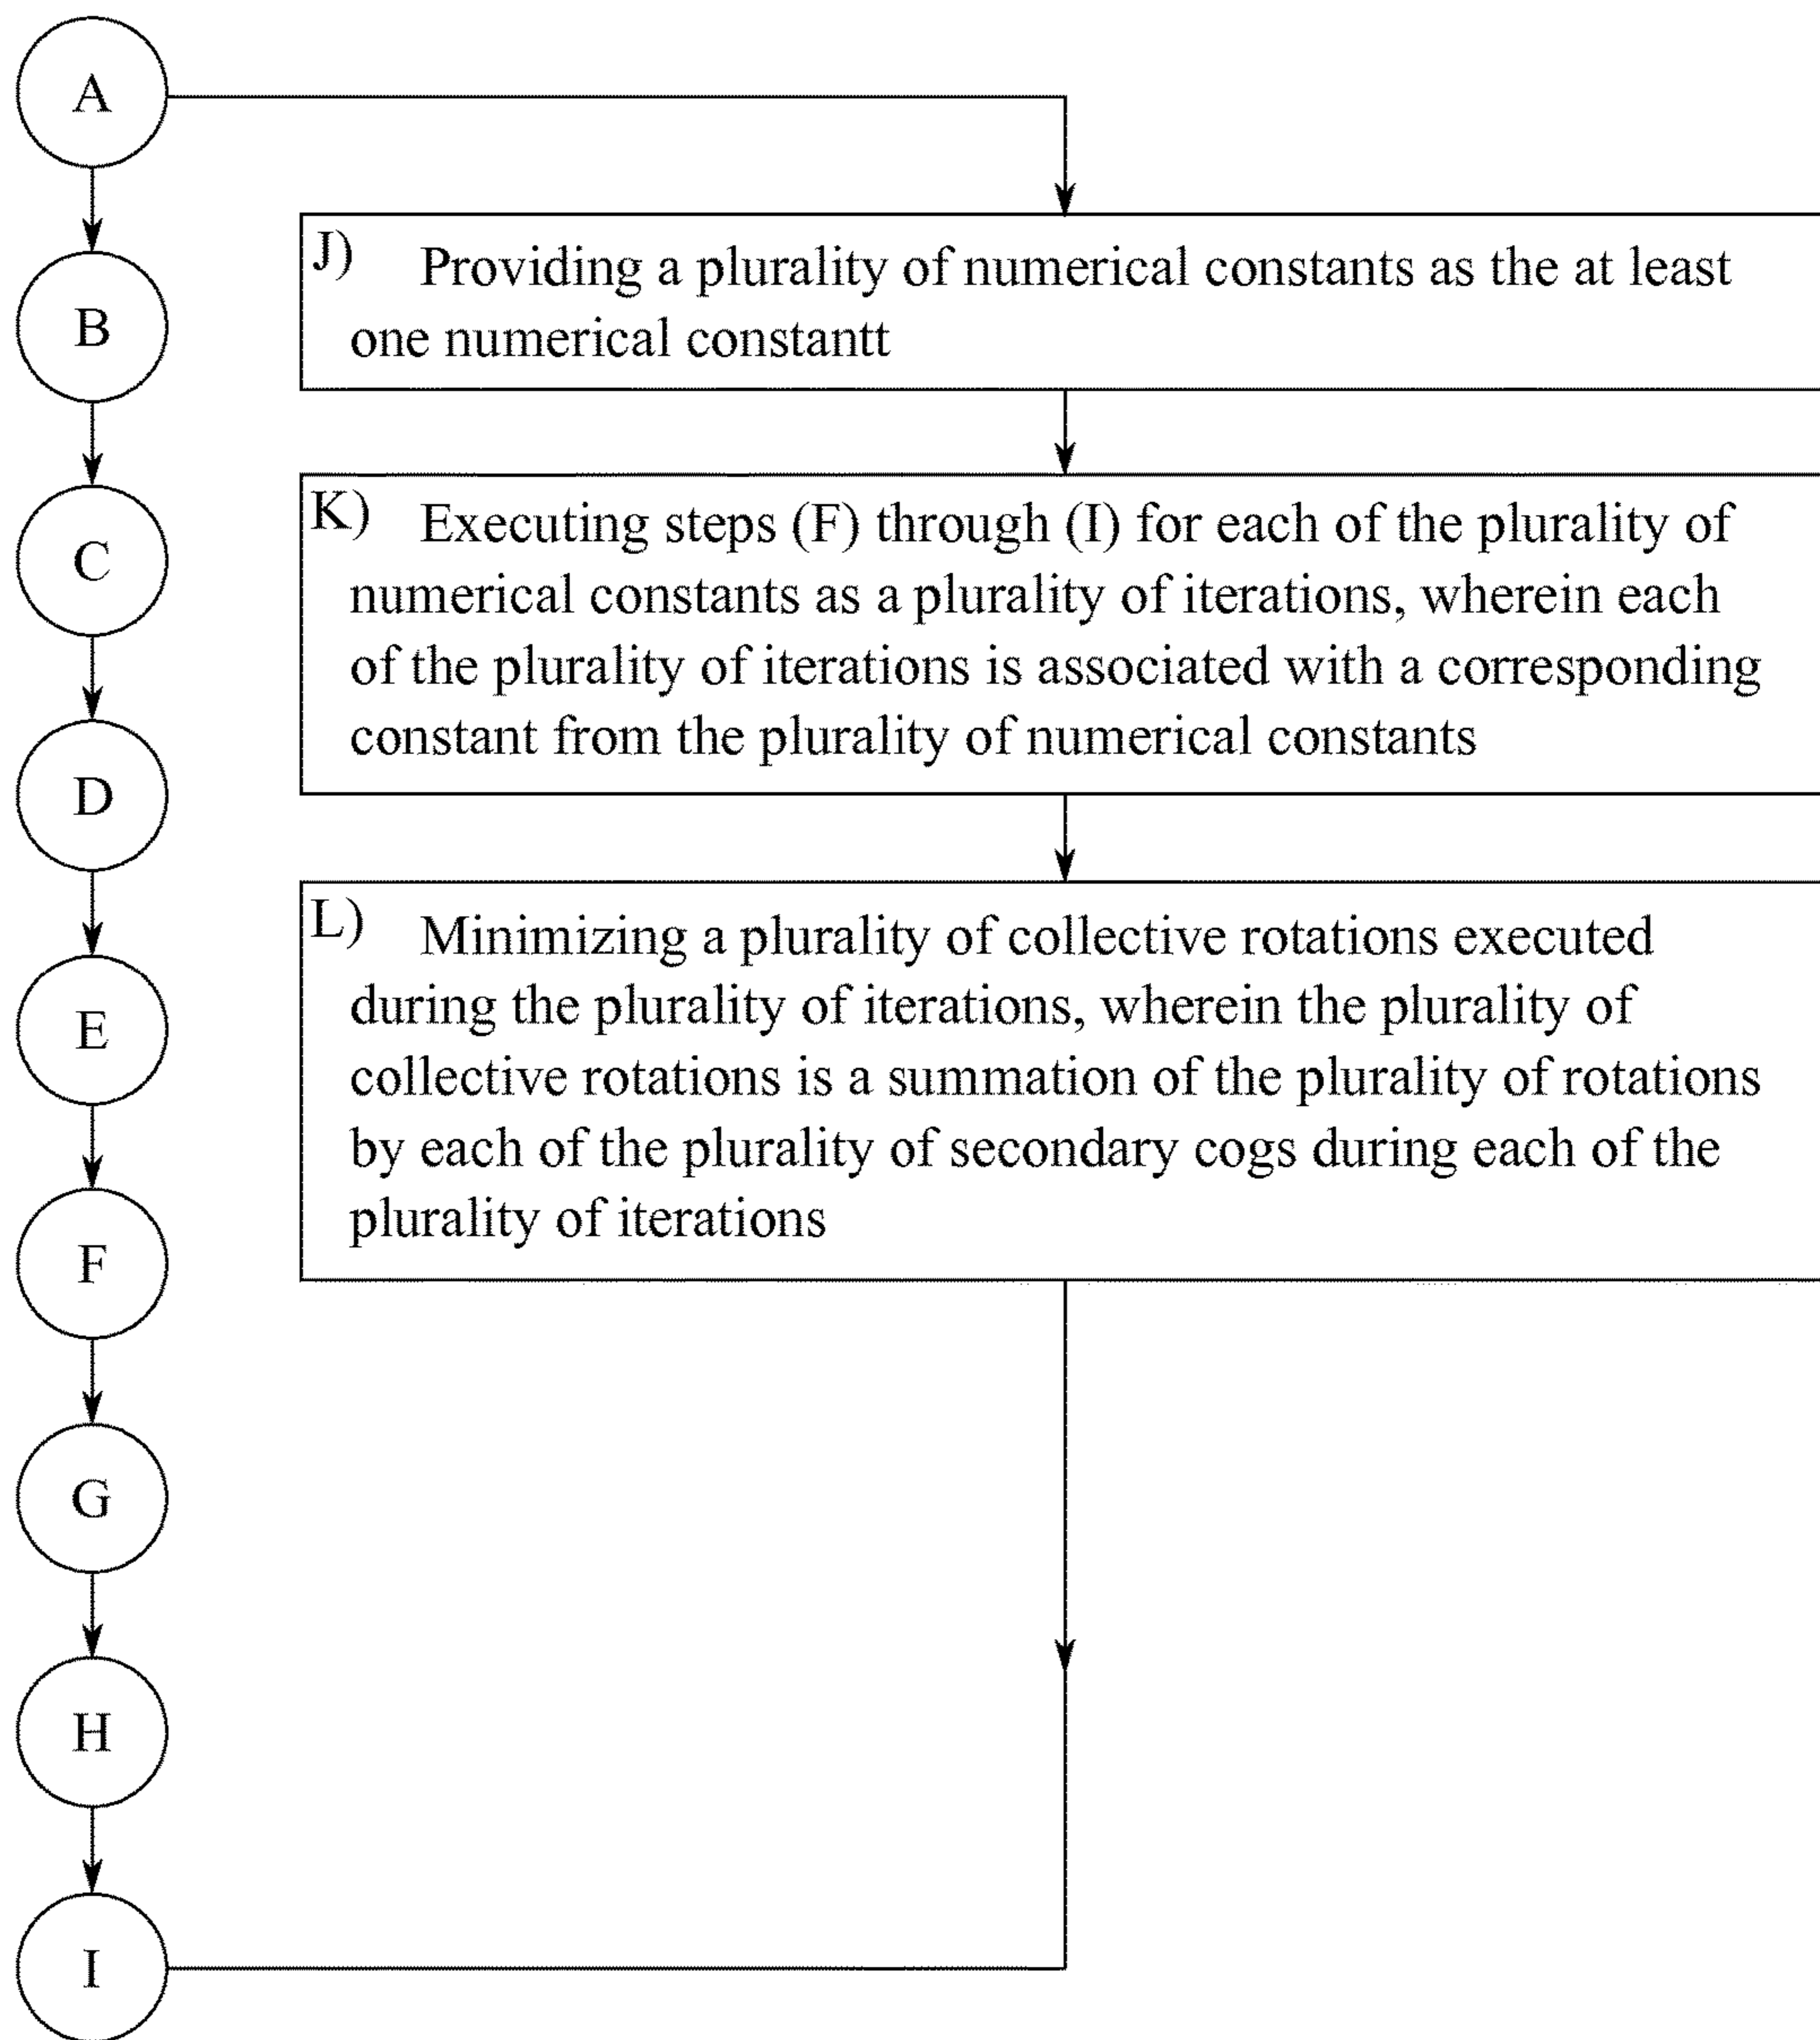 A
B
C
D
E
F
G
H
I
J) Providing a plurality of numerical constants as the at least
one numerical constantt
K) Executing steps (F) through (I) for each of the plurality of
numerical constants as a plurality of iterations, wherein each
of the plurality of iterations is associated with a corresponding
constant from the plurality of numerical constants
L) Minimizing a plurality of collective rotations executed
during the plurality of iterations, wherein the plurality of
collective rotations is a summation of the plurality of rotations
by each of the plurality of secondary cogs during each of the
plurality of iterations